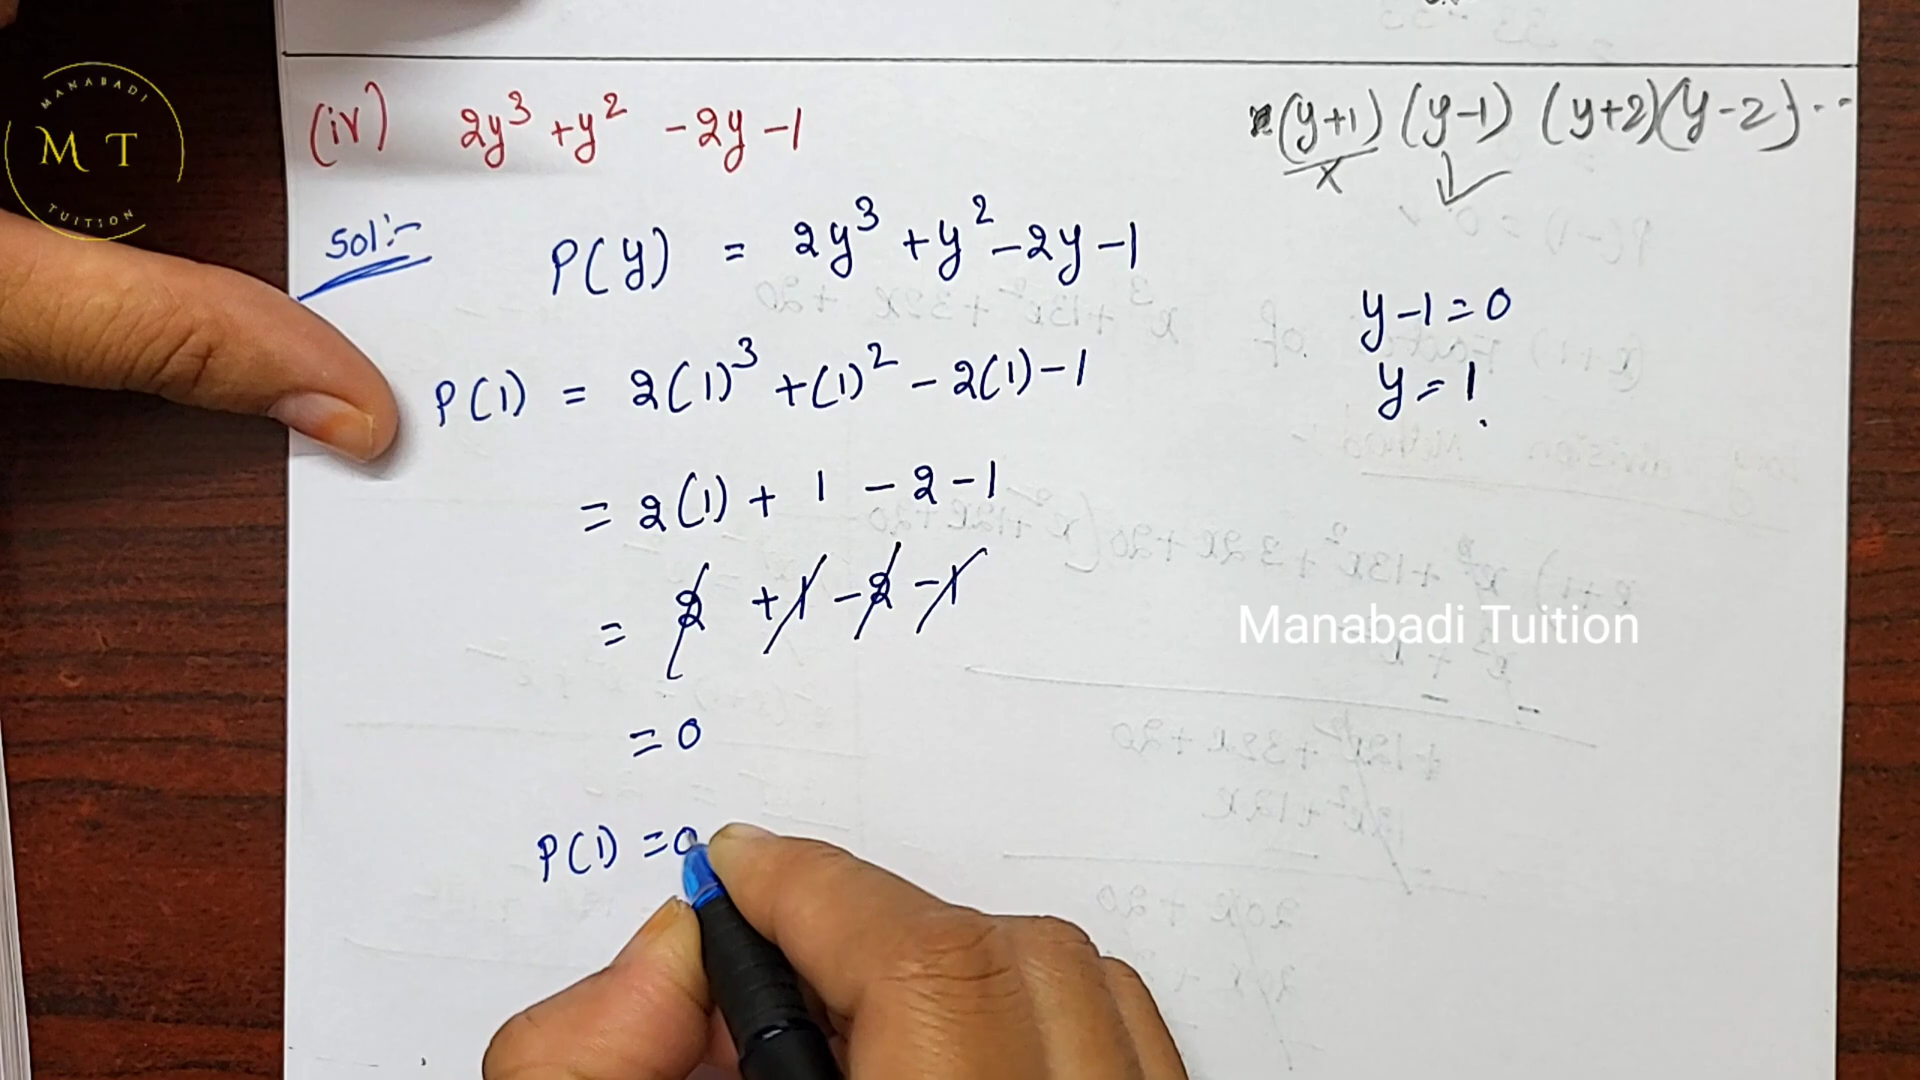 MANABADI
M T
TUITION
(iv) 2y³ + y² - 2y - 1
(y+1) (y-1) (y+2)(y-2)...
x
Sol:-
P(y) = 2y³ + y² - 2y - 1
y - 1 = 0
y = 1.
P(1) = 2(1)³ + (1)² - 2(1) - 1
= 2(1) + 1 - 2 - 1
= 2 + 1 - 2 - 1
Manabadi Tuition
= 0
P(1) = 0